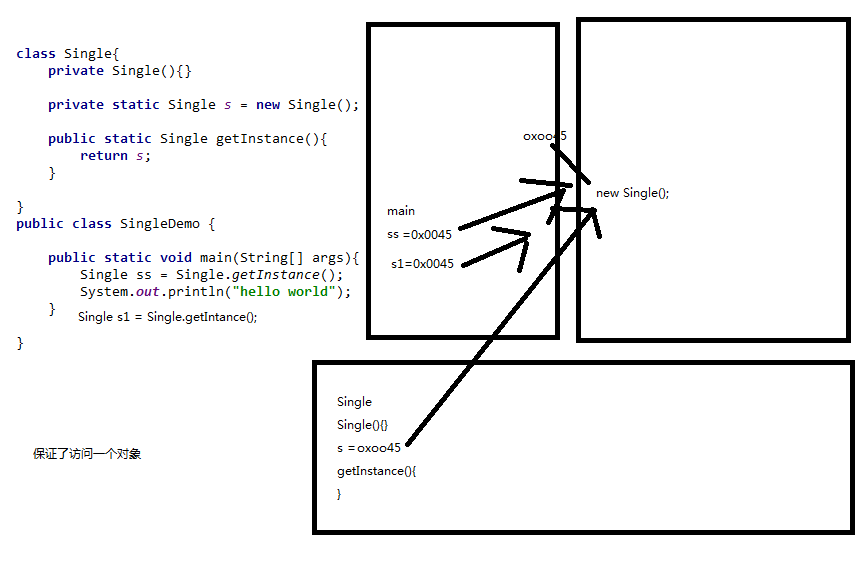 class Single{
private Single(){}
private static Single s = new Single();
public static Single getInstance(){
return s;
}
}
public class SingleDemo {
public static void main(String[] args){
Single ss = Single.getInstance();
System.out.println("hello world");
}
Single s1 = Single.getIntance();
}
保证了访问一个对象
main
ss =0x0045
s1=0x0045
oxoo45
new Single();
Single
Single(){}
s =oxoo45
getInstance(){
}